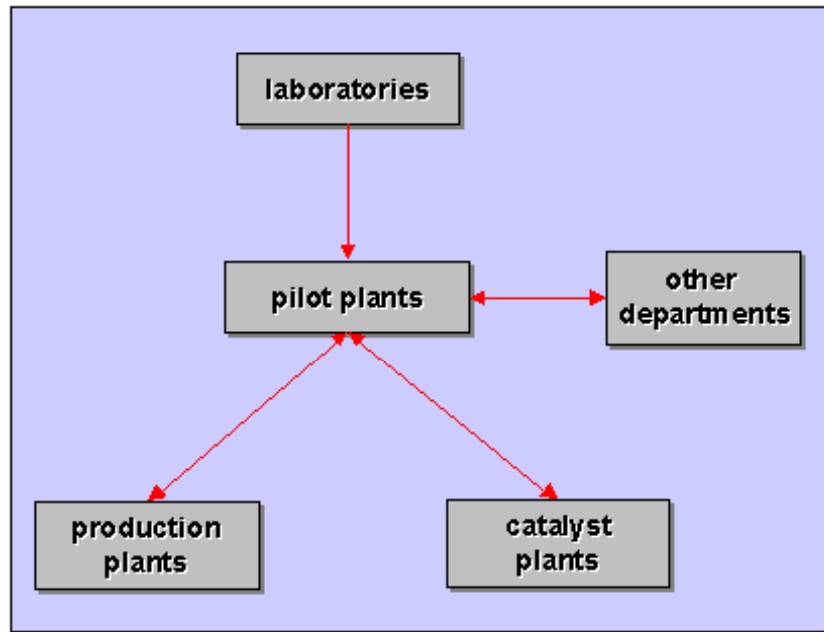 laboratories
pilot plants
other
departments
production
plants
catalyst
plants